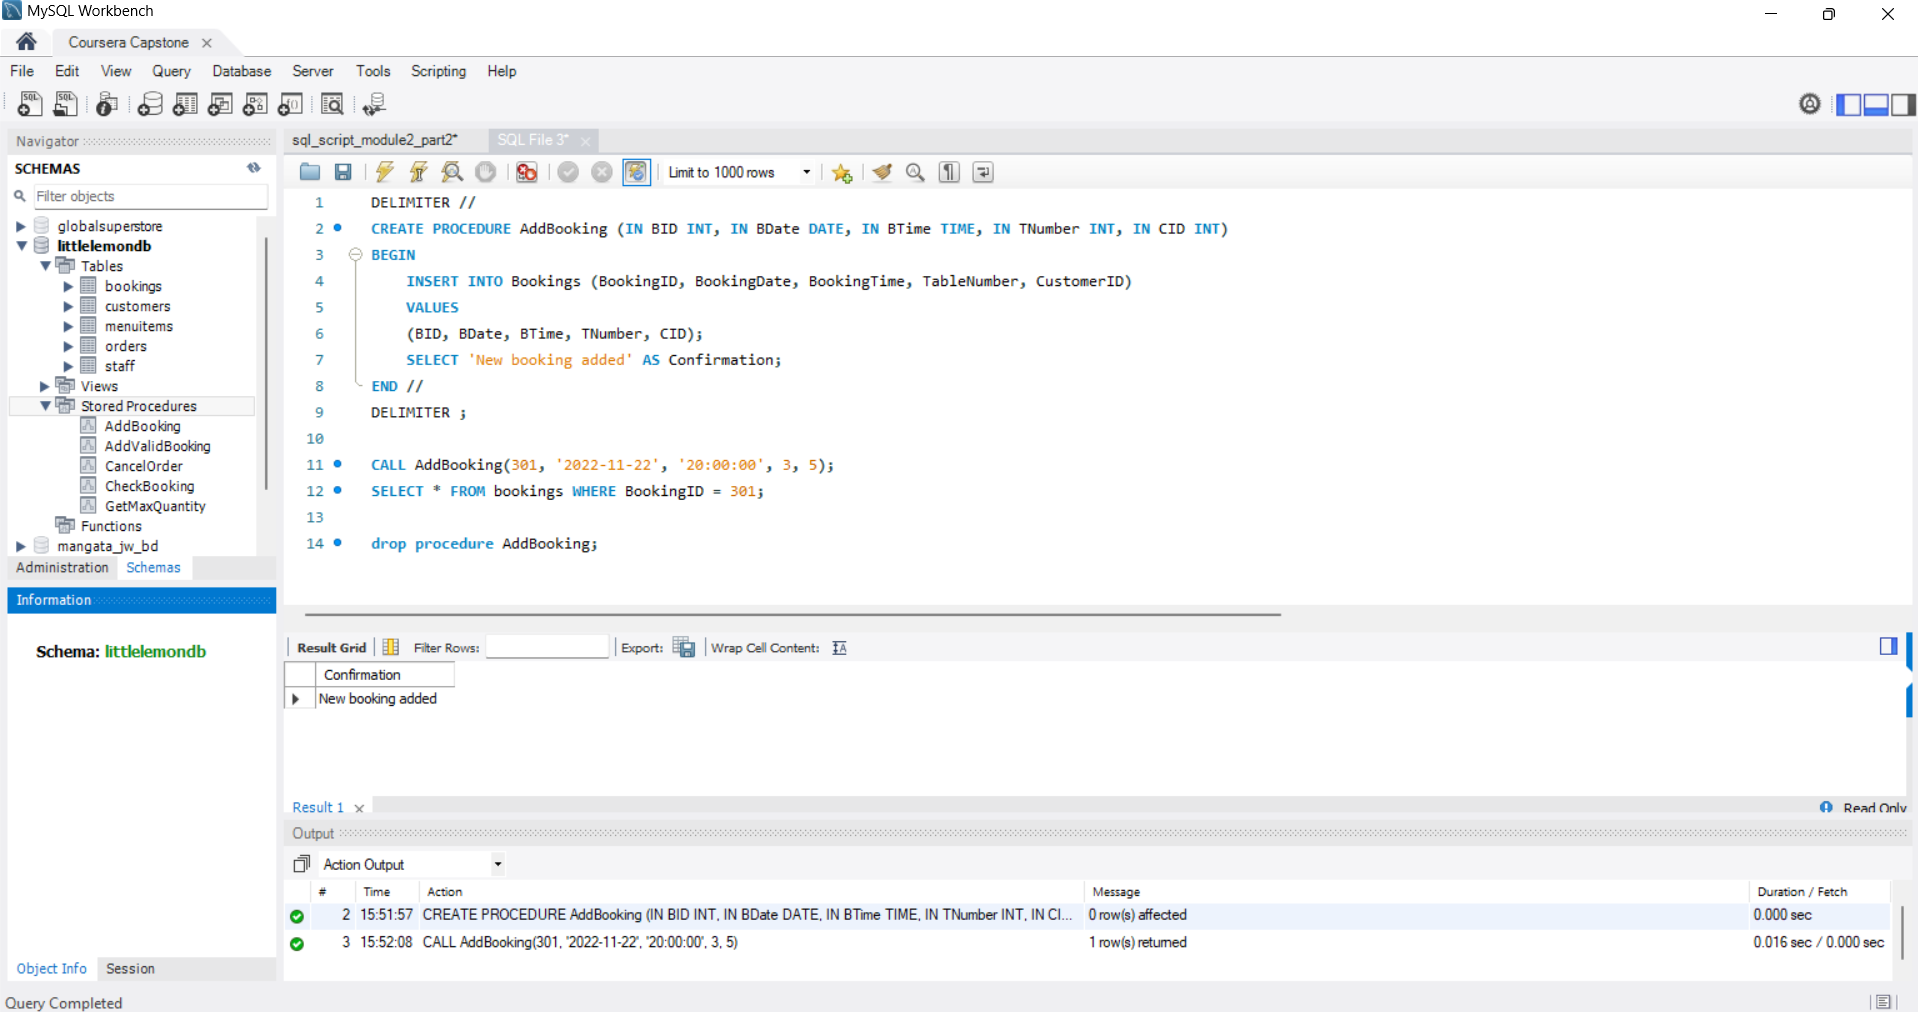 MySQL Workbench
Coursera Capstone
File Edit View Query Database Server Tools Scripting Help
Navigator
SCHEMAS
Filter objects
globalsuperstore
littlelemondb
Tables
bookings
customers
menuitems
orders
staff
Views
Stored Procedures
AddBooking
AddValidBooking
CancelOrder
CheckBooking
GetMaxQuantity
Functions
mangata_jw_bd
Administration Schemas
Information
Schema: littlelemondb
Object Info Session
sql_script_module2_part2* SQL File 3*
Limit to 1000 rows
1 DELIMITER //
2 CREATE PROCEDURE AddBooking (IN BID INT, IN BDate DATE, IN BTime TIME, IN TNumber INT, IN CID INT)
3 BEGIN
4 INSERT INTO Bookings (BookingID, BookingDate, BookingTime, TableNumber, CustomerID)
5 VALUES
6 (BID, BDate, BTime, TNumber, CID);
7 SELECT 'New booking added' AS Confirmation;
8 END //
9 DELIMITER ;
10
11 CALL AddBooking(301, '2022-11-22', '20:00:00', 3, 5);
12 SELECT * FROM bookings WHERE BookingID = 301;
13
14 drop procedure AddBooking;
Result Grid Filter Rows: Export: Wrap Cell Content:
Confirmation
New booking added
Result 1 Read Only
Output
Action Output
# Time Action Message Duration / Fetch
2 15:51:57 CREATE PROCEDURE AddBooking (IN BID INT, IN BDate DATE, IN BTime TIME, IN TNumber INT, IN CI... 0 row(s) affected 0.000 sec
3 15:52:08 CALL AddBooking(301, '2022-11-22', '20:00:00', 3, 5) 1 row(s) returned 0.016 sec / 0.000 sec
Query Completed